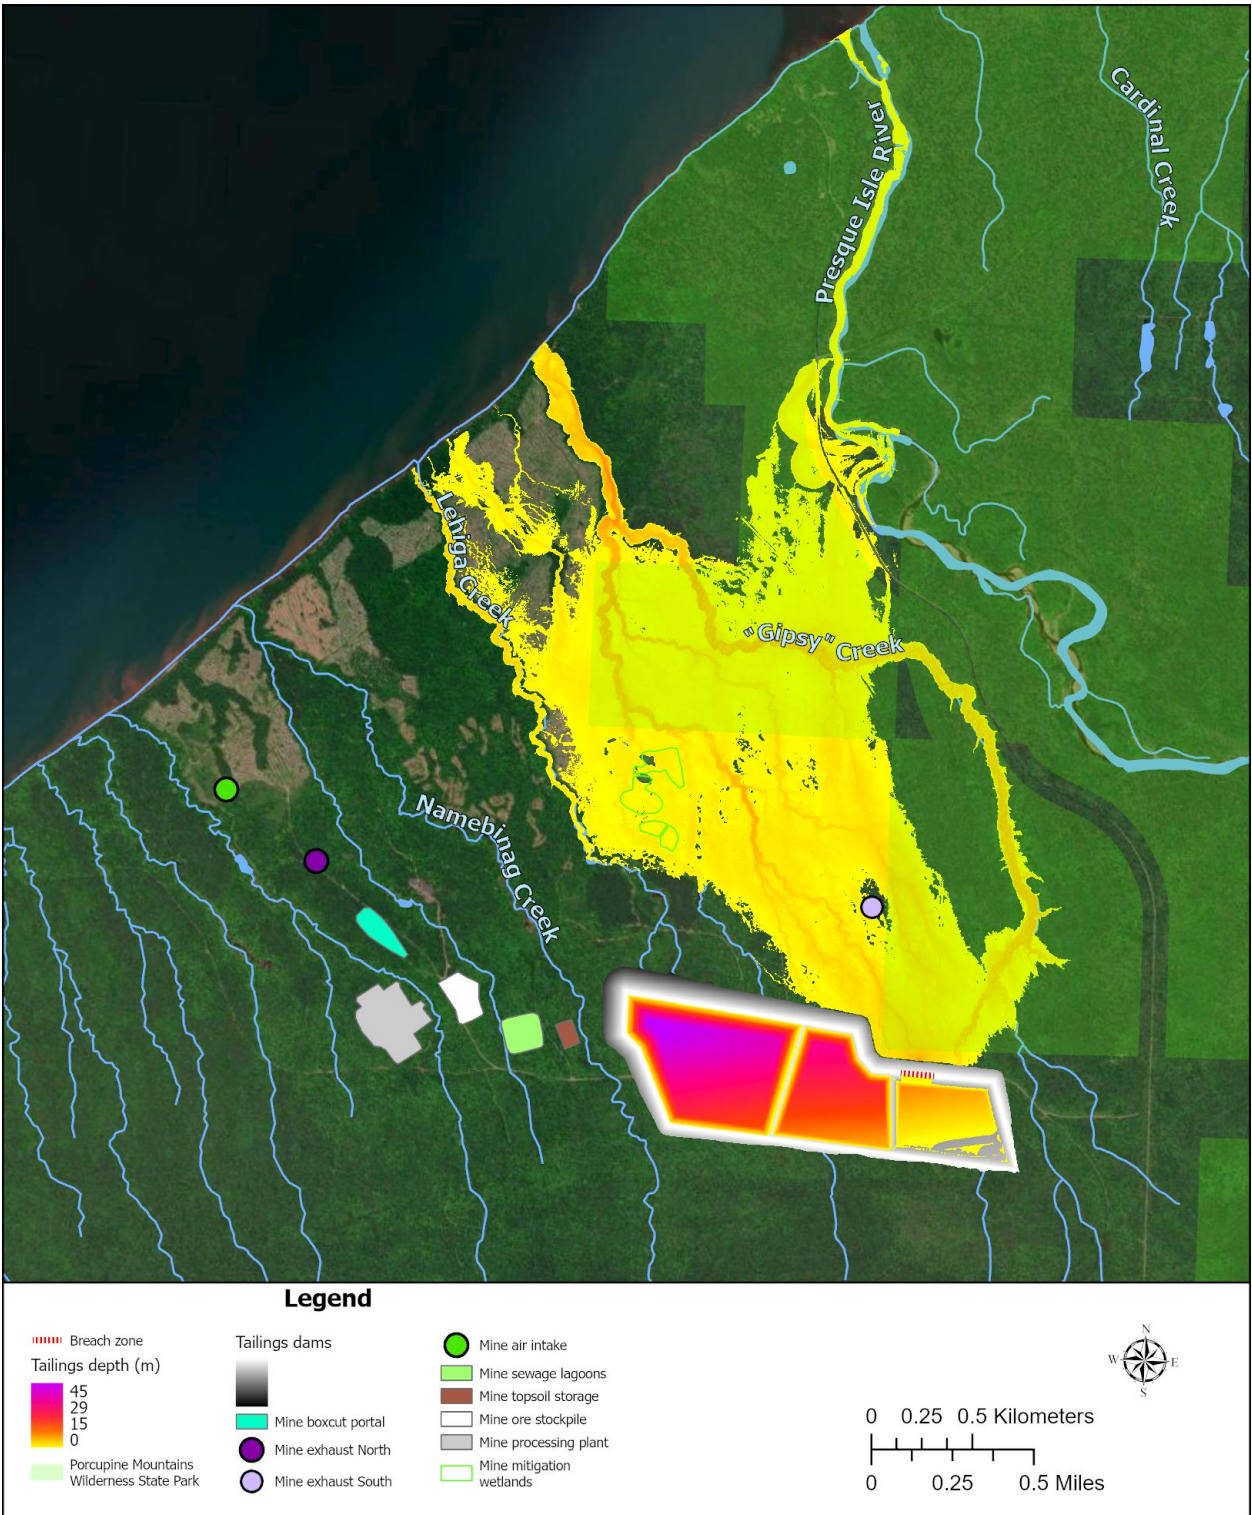 Cardinal Creek
Presque Isle River
Lehiga Creek
"Gipsy" Creek
Namebinag Creek
Legend
Breach zone
Tailings depth (m)
45
29
15
0
Porcupine Mountains
Wilderness State Park
Tailings dams
Mine boxcut portal
Mine exhaust North
Mine exhaust South
Mine air intake
Mine sewage lagoons
Mine topsoil storage
Mine ore stockpile
Mine processing plant
Mine mitigation
wetlands
N
W E
S
0 0.25 0.5 Kilometers
0 0.25 0.5 Miles